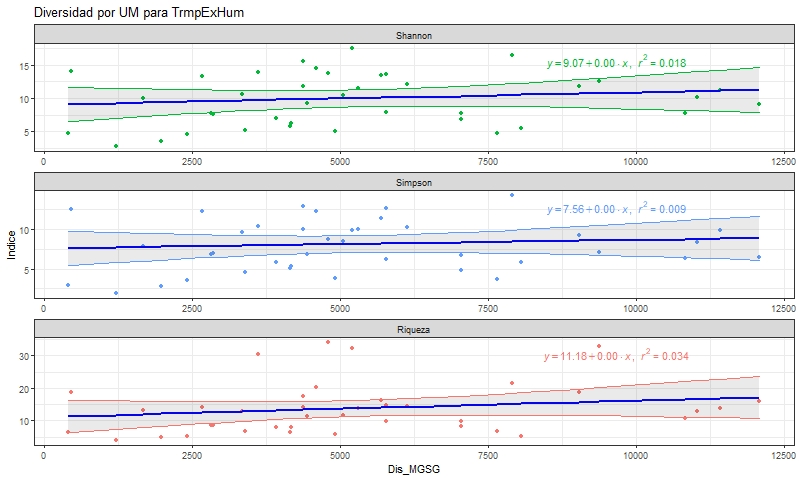 Diversidad por UM para TrmpExHum
Shannon
y = 9.07 + 0.00 · x, r² = 0.018
15
10
5
0 2500 5000 7500 10000 12500
Simpson
y = 7.56 + 0.00 · x, r² = 0.009
10
5
Indice
0 2500 5000 7500 10000 12500
Riqueza
y = 11.18 + 0.00 · x, r² = 0.034
30
20
10
0 2500 5000 7500 10000 12500
Dis_MGSG